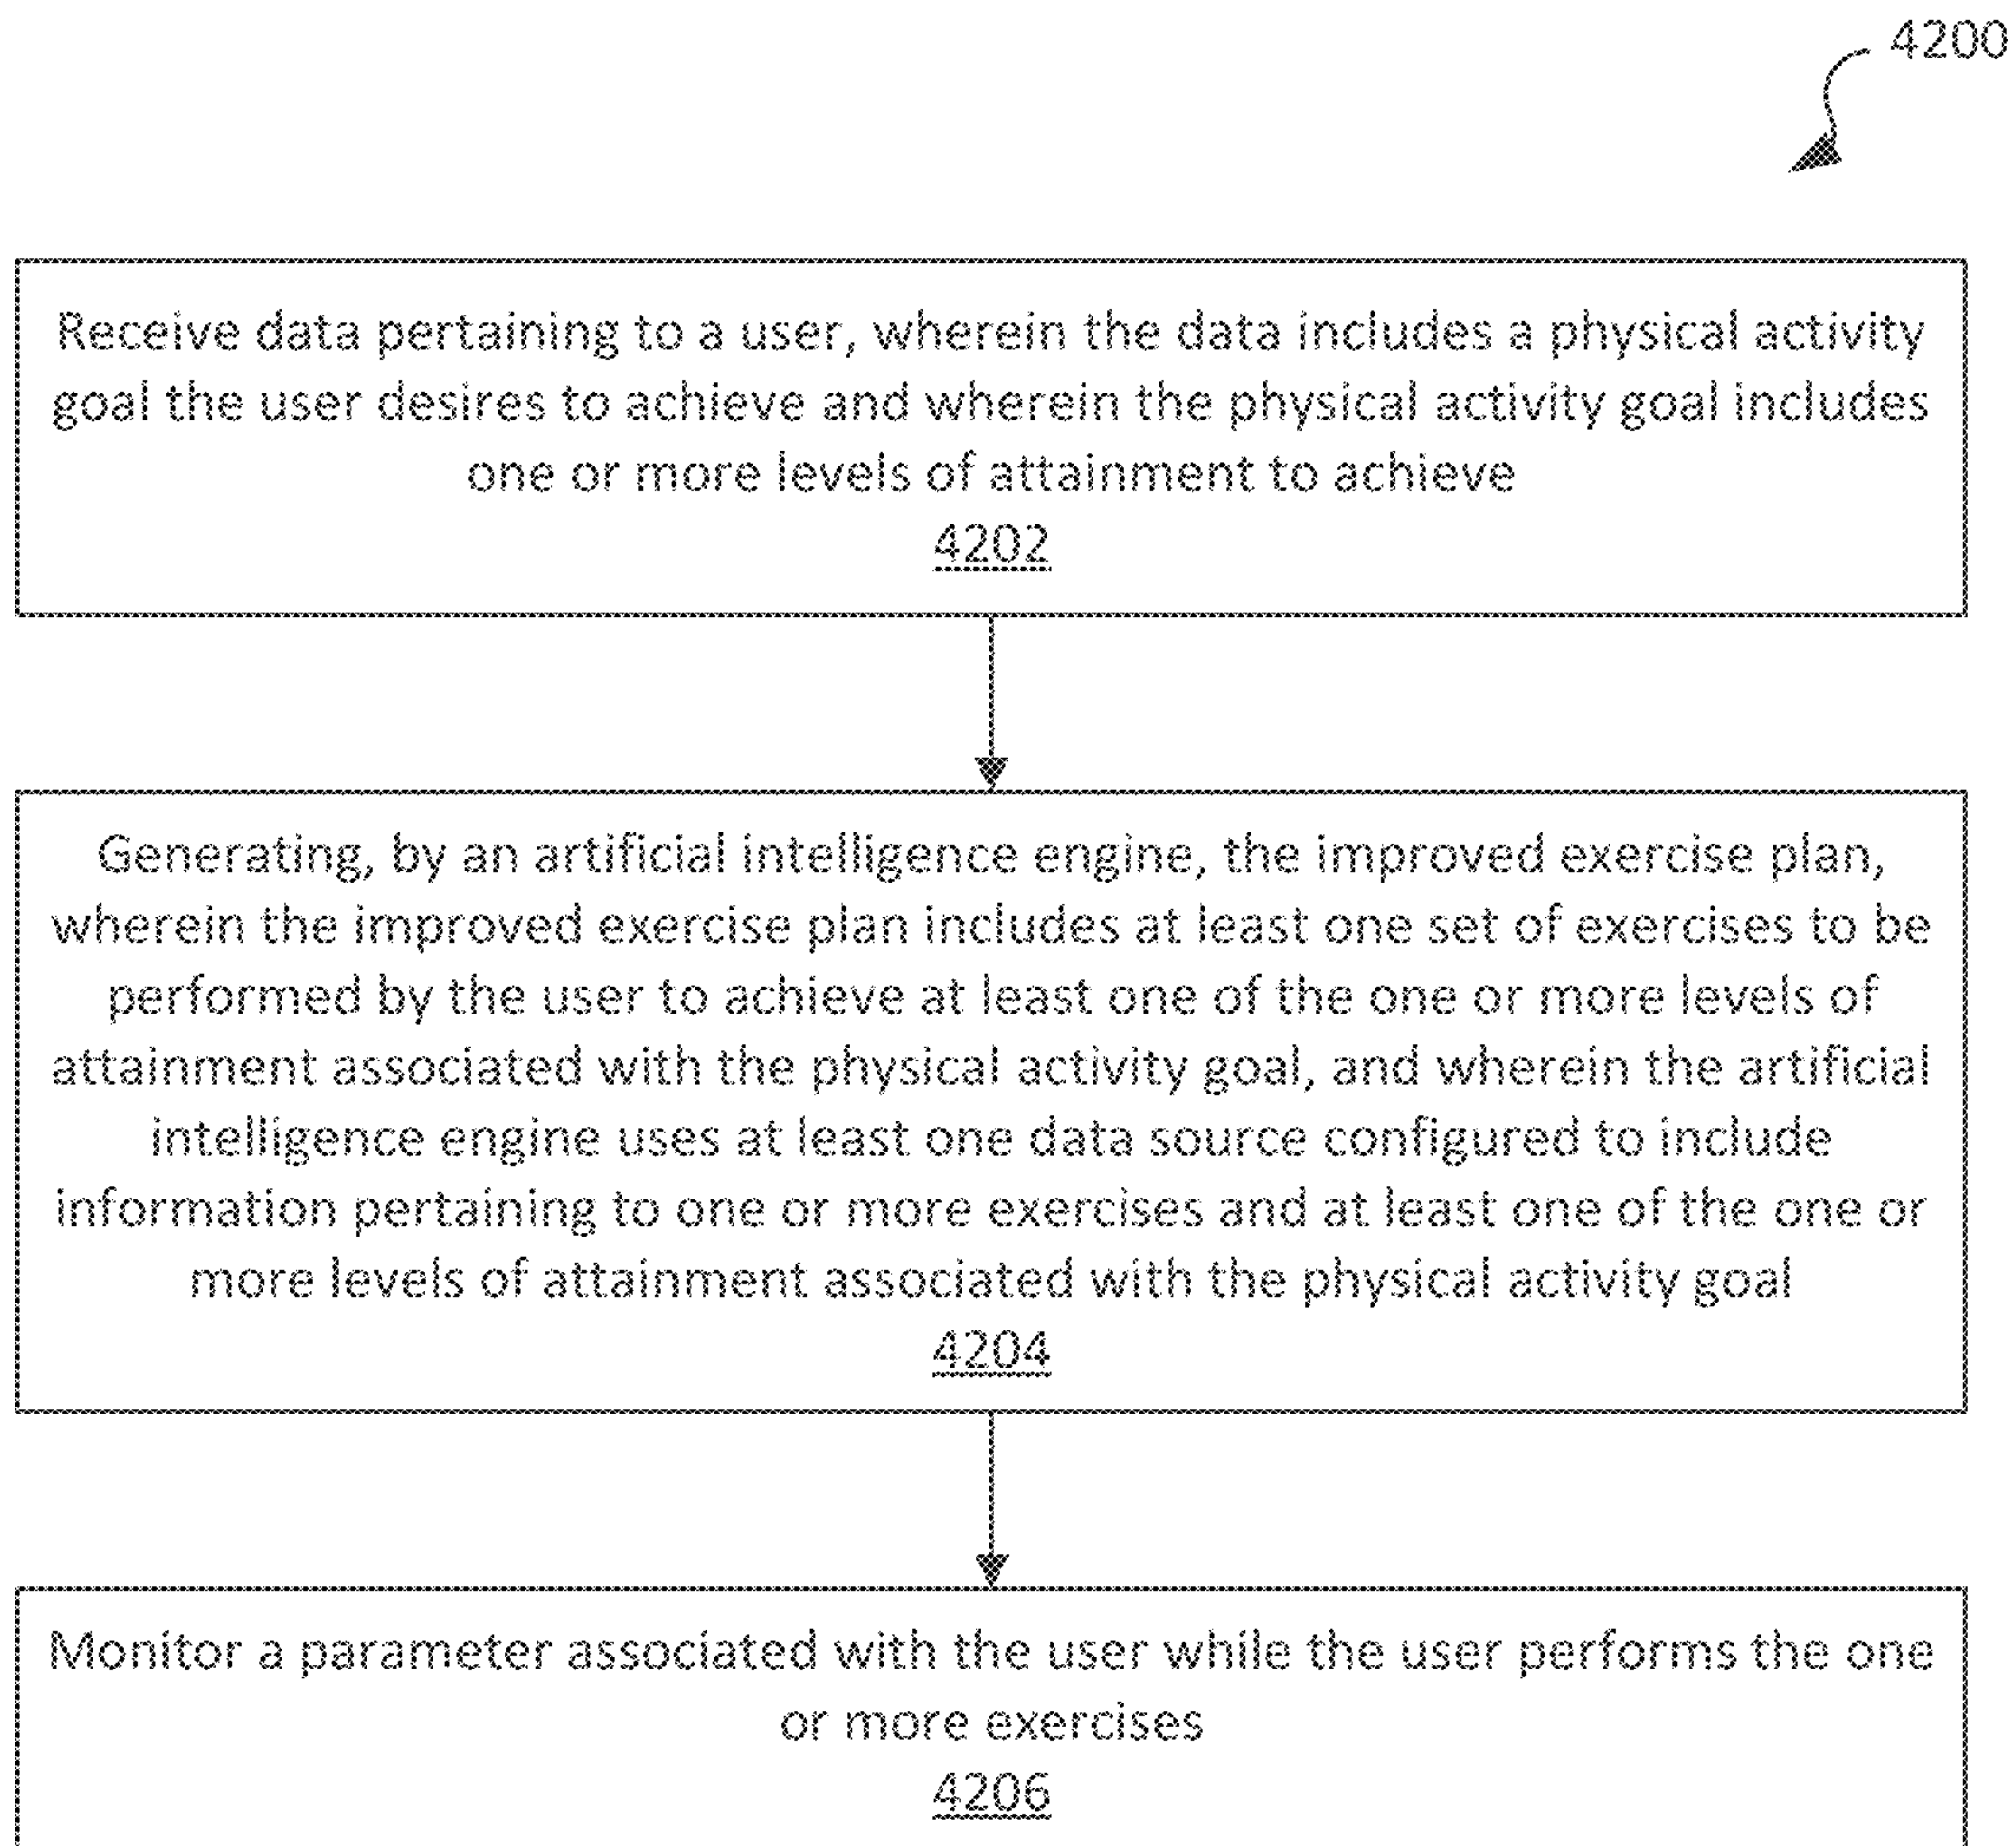 4200
Receive data pertaining to a user, wherein the data includes a physical activity
goal the user desires to achieve and wherein the physical activity goal includes
one or more levels of attainment to achieve
4202
Generating, by an artificial intelligence engine, the improved exercise plan,
wherein the improved exercise plan includes at least one set of exercises to be
performed by the user to achieve at least one of the one or more levels of
attainment associated with the physical activity goal, and wherein the artificial
intelligence engine uses at least one data source configured to include
information pertaining to one or more exercises and at least one of the one or
more levels of attainment associated with the physical activity goal
4204
Monitor a parameter associated with the user while the user performs the one
or more exercises
4206